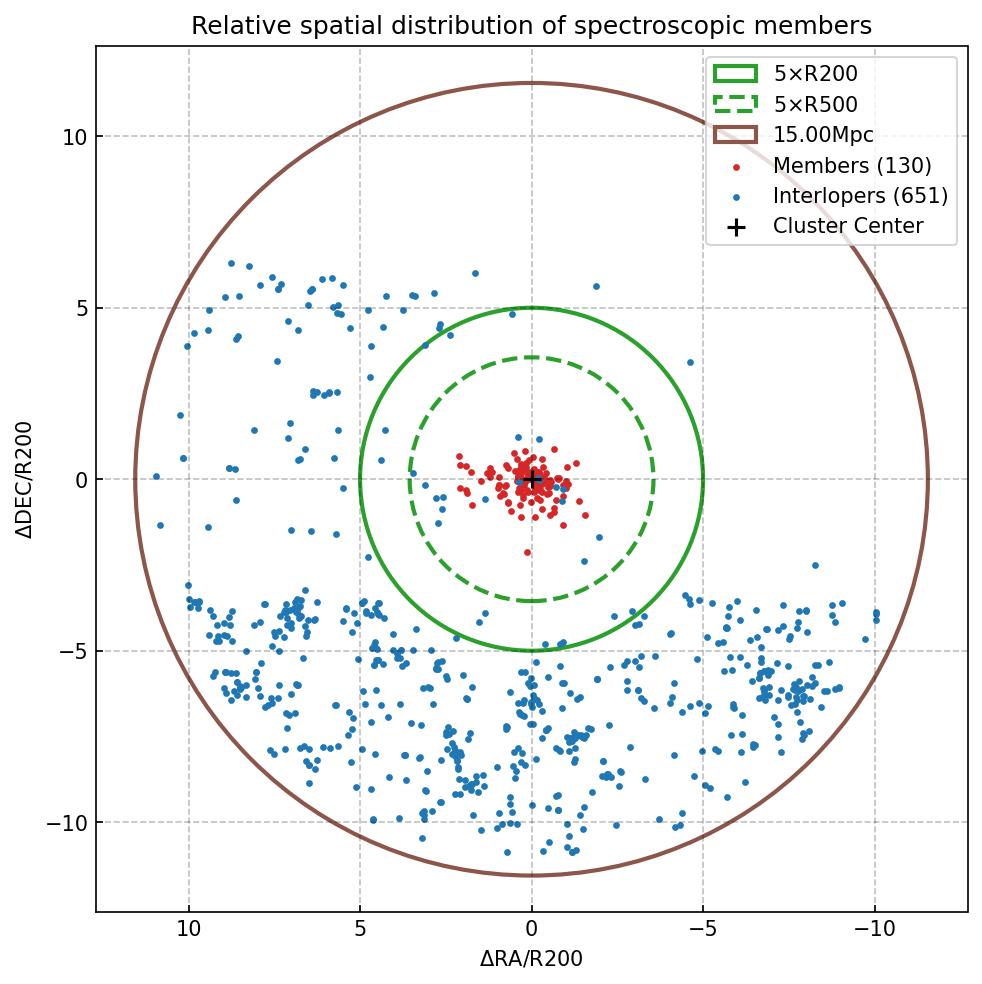 Relative spatial distribution of spectroscopic members
5×R200
5×R500
15.00Mpc
Members (130)
Interlopers (651)
Cluster Center
10
5
0
−5
−10
ΔDEC/R200
10
5
0
−5
−10
ΔRA/R200